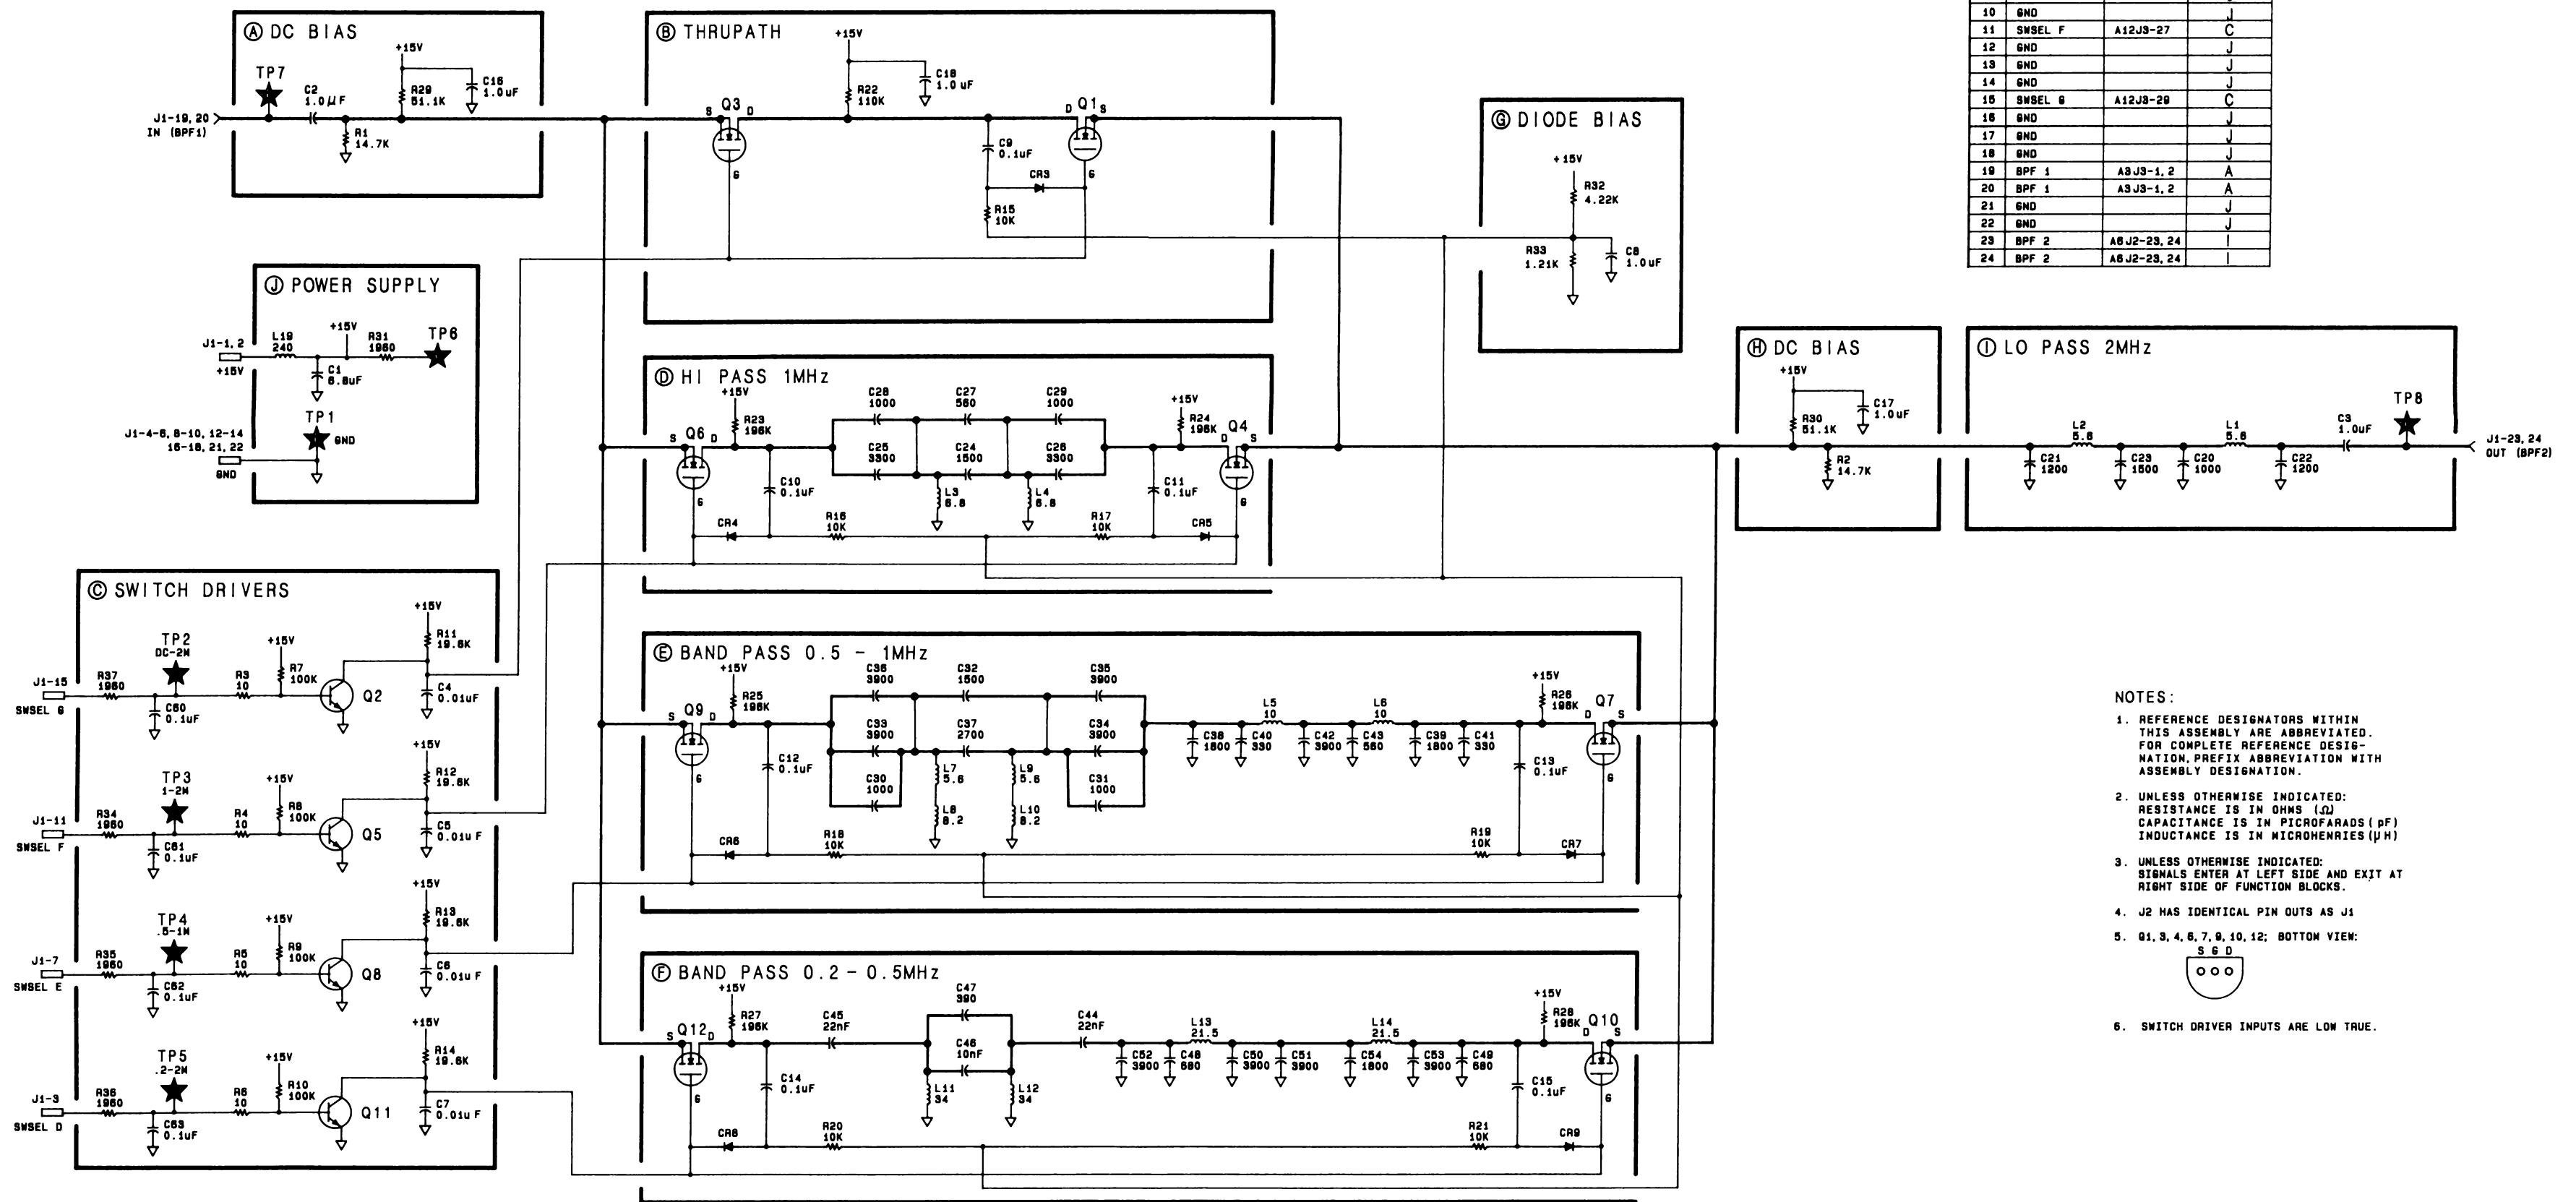 Ⓐ DC BIAS
+15V
TP7
C2
1.0µF
R29
51.1K
C16
1.0uF
J1-19,20
IN (BPF1)
R1
14.7K
Ⓑ THRUPATH
+15V
R22
110K
C18
1.0uF
Q3
S D
G
Q1
D S
G
C9
0.1uF
CR3
R15
10K
Ⓖ DIODE BIAS
+15V
R32
4.22K
R33
1.21K
C8
1.0uF
10 GND J
11 SWSEL F A12J3-27 C
12 GND J
13 GND J
14 GND J
15 SWSEL G A12J3-29 C
16 GND J
17 GND J
18 GND J
19 BPF 1 A3J3-1,2 A
20 BPF 1 A3J3-1,2 A
21 GND J
22 GND J
23 BPF 2 A6J2-23,24 I
24 BPF 2 A6J2-23,24 I
Ⓙ POWER SUPPLY
J1-1,2
+15V
L19
240
+15V
R31
1960
TP6
C1
6.8uF
TP1
GND
J1-4-6,8-10,12-14
16-18,21,22
GND
Ⓓ HI PASS 1MHz
+15V
R23
196K
Q6
S D
G
C28
1000
C27
560
C29
1000
C25
3300
C24
1500
C26
3300
L3
6.8
L4
6.8
C10
0.1uF
C11
0.1uF
+15V
R24
196K
Q4
D S
G
CR4
R16
10K
R17
10K
CR5
Ⓗ DC BIAS
+15V
C17
1.0uF
R30
51.1K
R2
14.7K
Ⓘ LO PASS 2MHz
L2
5.6
L1
5.6
C3
1.0uF
TP8
C21
1200
C23
1500
C20
1000
C22
1200
J1-23,24
OUT (BPF2)
Ⓒ SWITCH DRIVERS
+15V
R11
19.6K
TP2
DC-2M
+15V
R7
100K
J1-15
SWSEL G
R37
1960
R3
10
C60
0.1uF
Q2
C4
0.01uF
+15V
R12
19.6K
TP3
1-2M
+15V
R8
100K
J1-11
SWSEL F
R34
1960
R4
10
C61
0.1uF
Q5
C5
0.01uF
+15V
R13
19.6K
TP4
.5-1M
+15V
R9
100K
J1-7
SWSEL E
R35
1960
R5
10
C62
0.1uF
Q8
C6
0.01uF
+15V
R14
19.6K
TP5
.2-2M
+15V
R10
100K
J1-3
SWSEL D
R36
1960
R6
10
C63
0.1uF
Q11
C7
0.01uF
Ⓔ BAND PASS 0.5 - 1MHz
+15V
R25
196K
Q9
S D
G
C36
3900
C32
1500
C35
3900
C33
3900
C37
2700
C34
3900
C30
1000
C31
1000
L7
5.6
L9
5.6
L8
8.2
L10
8.2
C12
0.1uF
L5
10
L6
10
C38
1800
C40
330
C42
3900
C43
560
C39
1800
C41
330
+15V
R26
196K
Q7
D S
G
C13
0.1uF
CR6
R18
10K
R19
10K
CR7
Ⓕ BAND PASS 0.2 - 0.5MHz
+15V
R27
196K
Q12
S D
G
C45
22nF
C47
390
C46
10nF
C44
22nF
L11
34
L12
34
C14
0.1uF
L13
21.5
L14
21.5
C52
3900
C48
680
C50
3900
C51
3900
C54
1800
C53
3900
C49
680
+15V
R28
196K
Q10
D S
G
C15
0.1uF
CR8
R20
10K
R21
10K
CR9
NOTES:
1. REFERENCE DESIGNATORS WITHIN
THIS ASSEMBLY ARE ABBREVIATED.
FOR COMPLETE REFERENCE DESIG-
NATION, PREFIX ABBREVIATION WITH
ASSEMBLY DESIGNATION.
2. UNLESS OTHERWISE INDICATED:
RESISTANCE IS IN OHMS (Ω)
CAPACITANCE IS IN PICROFARADS (pF)
INDUCTANCE IS IN MICROHENRIES (µH)
3. UNLESS OTHERWISE INDICATED:
SIGNALS ENTER AT LEFT SIDE AND EXIT AT
RIGHT SIDE OF FUNCTION BLOCKS.
4. J2 HAS IDENTICAL PIN OUTS AS J1
5. Q1,3,4,6,7,9,10,12; BOTTOM VIEW:
S G D
6. SWITCH DRIVER INPUTS ARE LOW TRUE.